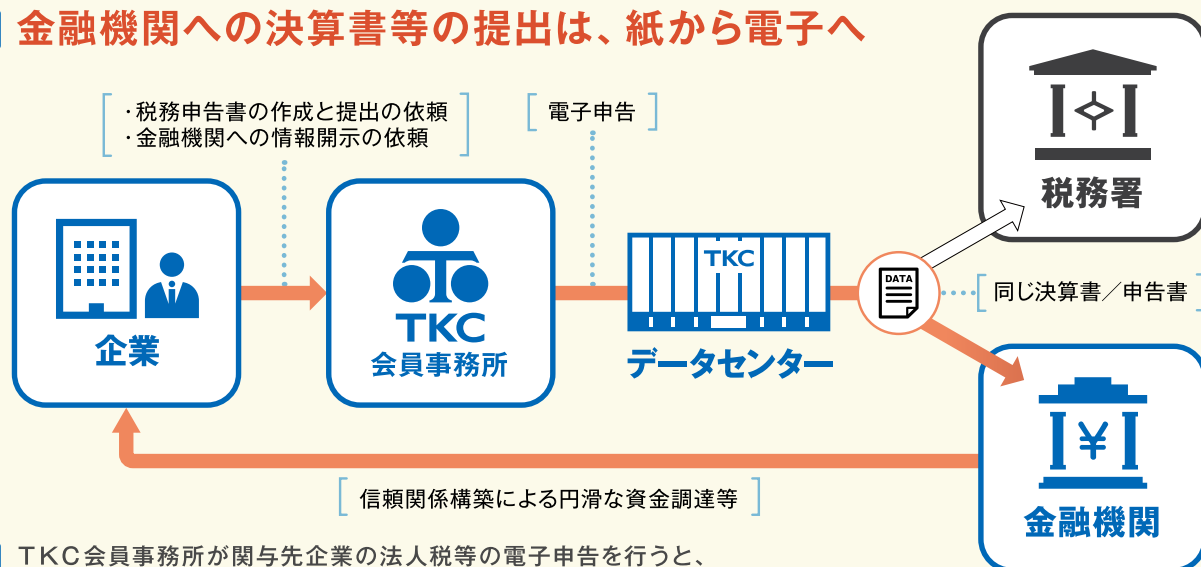 金融機関への決算書等の提出は、紙から電子へ
・税務申告書の作成と提出の依頼
・金融機関への情報開示の依頼
電子申告
税務署
企業
TKC
会員事務所
TKC
データセンター
DATA
同じ決算書／申告書
¥
金融機関
信頼関係構築による円滑な資金調達等
TKC会員事務所が関与先企業の法人税等の電子申告を行うと、